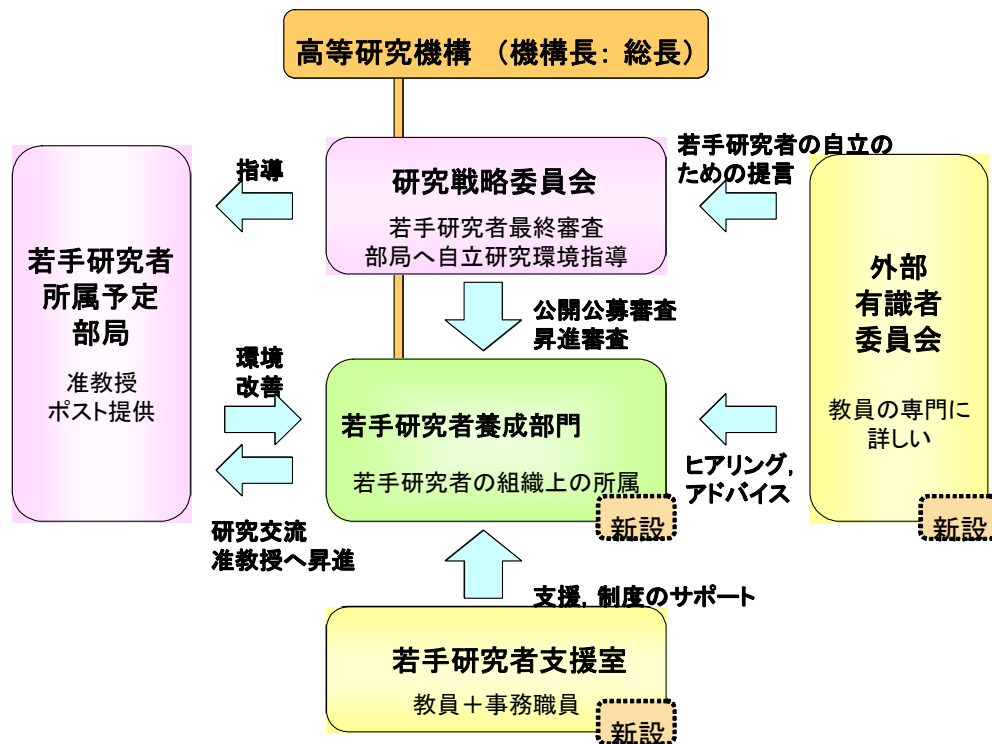 高等研究機構 （機構長： 総長）
指導
研究戦略委員会
若手研究者最終審査
部局へ自立研究環境指導
若手研究者の自立の
ための提言
若手研究者
所属予定
部局
准教授
ポスト提供
外部
有識者
委員会
教員の専門に
詳しい
新設
公開公募審査
昇進審査
環境
改善
若手研究者養成部門
若手研究者の組織上の所属
新設
ヒアリング，
アドバイス
研究交流
准教授へ昇進
支援，制度のサポート
若手研究者支援室
教員＋事務職員
新設